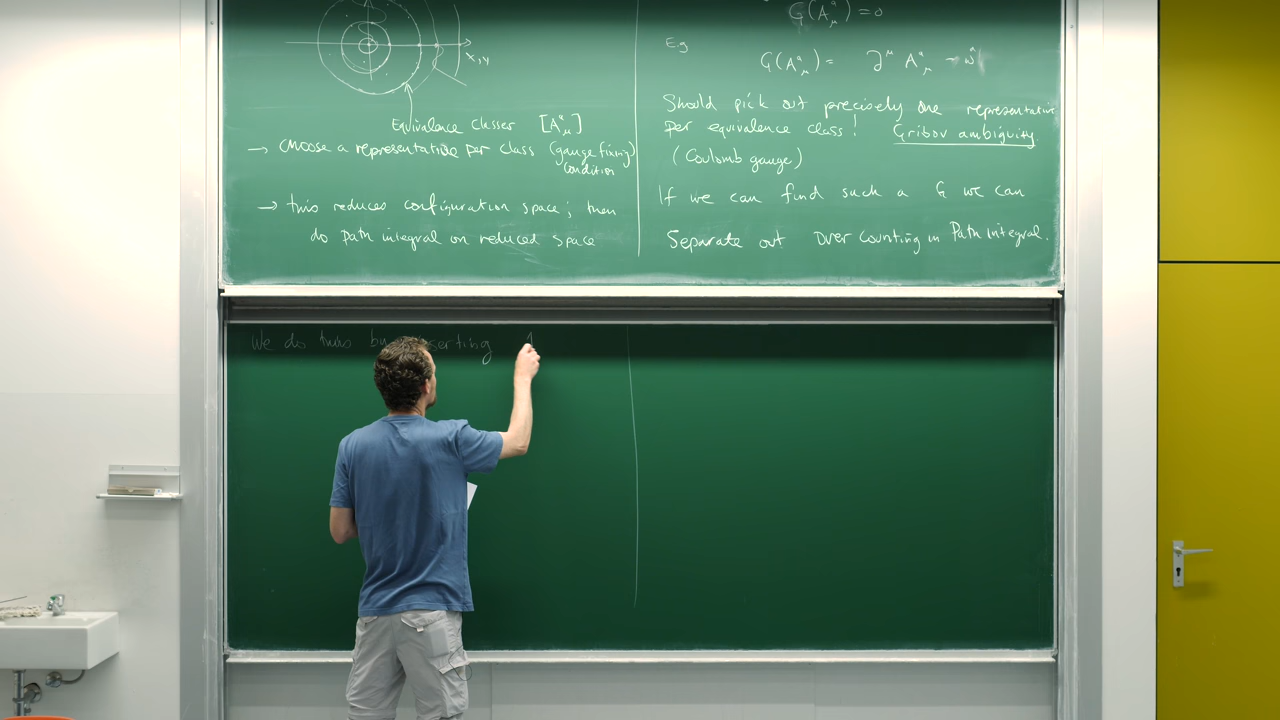 x, y
Equivalence Classes [A^a_μ]
→ Choose a representative per class (gauge fixing)
condition
→ this reduces configuration space; then
do path integral on reduced space
G(A^a_μ) = 0
Eg
G(A^a_μ) = ∂^μ A^a_μ - ω^
Should pick out precisely one representative
per equivalence class! Gribov ambiguity.
(Coulomb gauge)
If we can find such a G we can
Separate out over counting in Path integral.
We do this by inserting